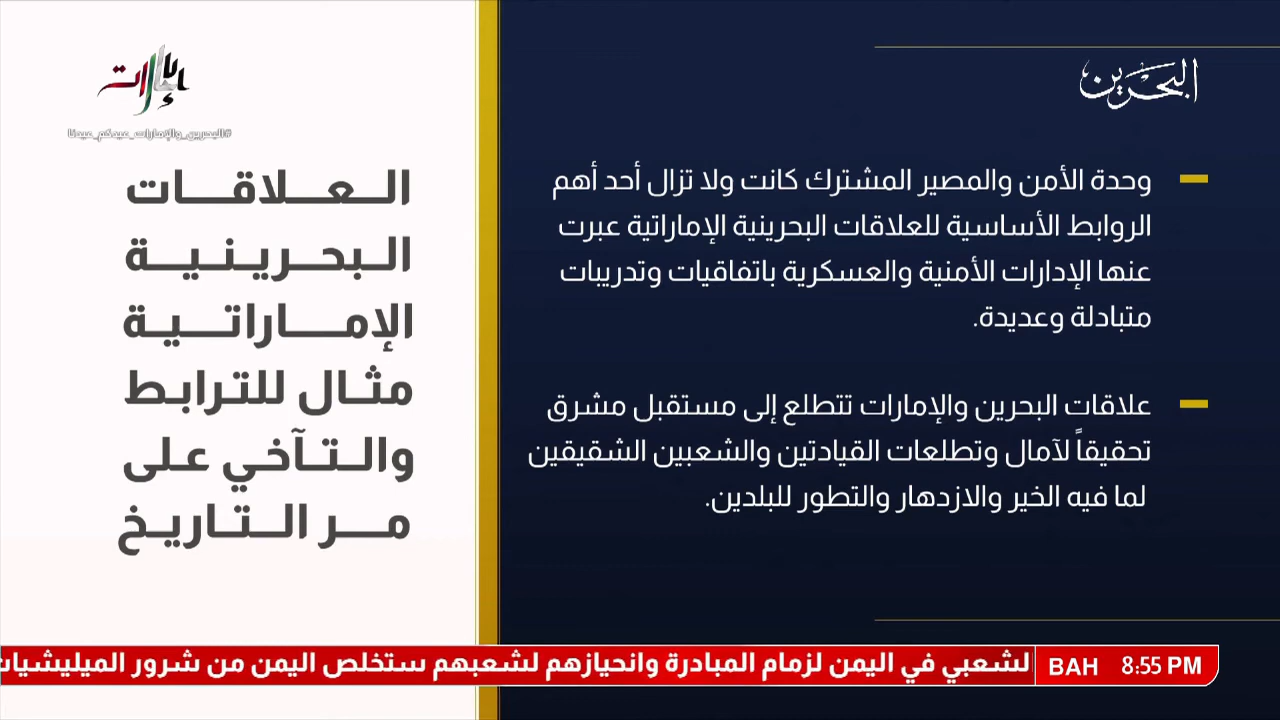 البحرين
الإمارات
#البحرين_والإمارات_عيدكم_عيدنا
العلاقات
البحرينية
الإماراتية
مثال للترابط
والتآخي على
مر التاريخ
وحدة الأمن والمصير المشترك كانت ولا تزال أحد أهم
الروابط الأساسية للعلاقات البحرينية الإماراتية عبرت
عنها الإدارات الأمنية والعسكرية باتفاقيات وتدريبات
متبادلة وعديدة.
علاقات البحرين والإمارات تتطلع إلى مستقبل مشرق
تحقيقاً لآمال وتطلعات القيادتين والشعبين الشقيقين
لما فيه الخير والازدهار والتطور للبلدين.
BAH 8:55 PM
لشعبي في اليمن لزمام المبادرة وانحيازهم لشعبهم ستخلص اليمن من شرور الميليشيات